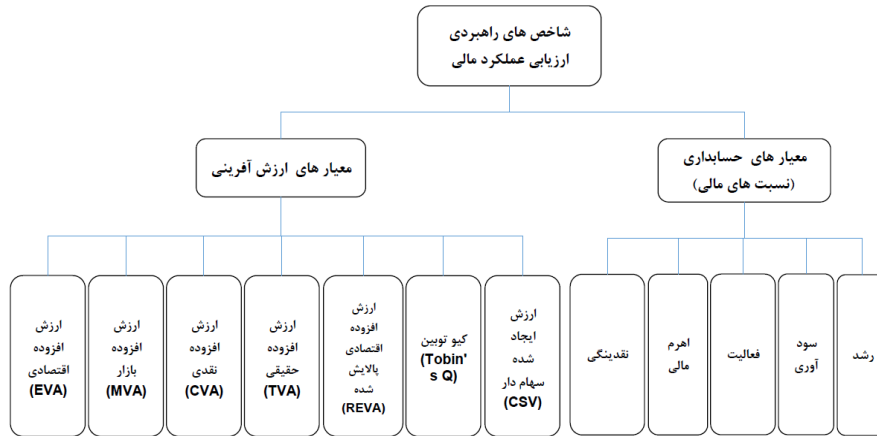 شاخص های راهبردی
ارزیابی عملکرد مالی
معیار های حسابداری
(نسبت های مالی)
معیار های ارزش آفرینی
رشد
سود
آوری
فعالیت
اهرم
مالی
نقدینگی
ارزش
ایجاد
شده
سهام دار
(CSV)
کیو توبین
(Tobin'
s Q)
ارزش
افزوده
اقتصادی
پالایش
شده
(REVA)
ارزش
افزوده
حقیقی
(TVA)
ارزش
افزوده
نقدی
(CVA)
ارزش
افزوده
بازار
(MVA)
ارزش
افزوده
اقتصادی
(EVA)